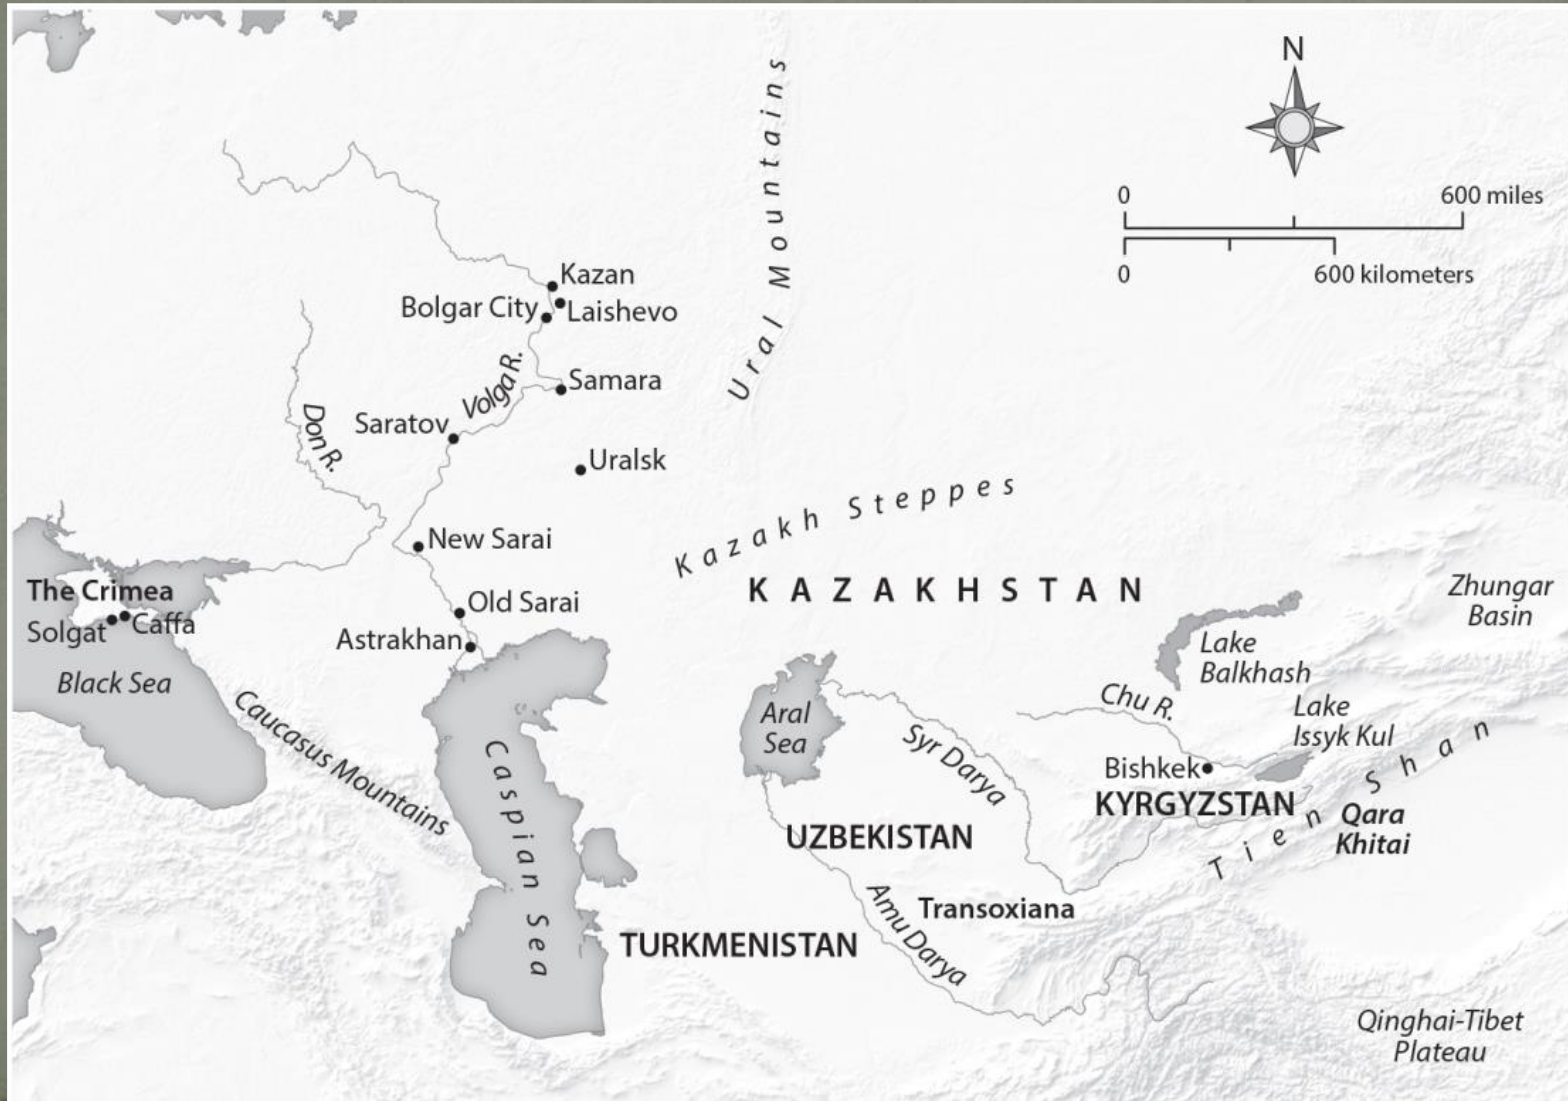 N
0 600 miles
0 600 kilometers
Ural Mountains
Kazan
Bolgar City
Laishevo
Volga R.
Samara
Don R.
Saratov
Uralsk
Kazakh Steppes
New Sarai
KAZAKHSTAN
The Crimea
Solgat
Caffa
Old Sarai
Astrakhan
Black Sea
Caucasus Mountains
Caspian Sea
Aral
Sea
Syr Darya
Chu R.
Lake
Balkhash
Zhungar
Basin
Lake
Issyk Kul
Bishkek
KYRGYZSTAN
Tien Shan
Qara
Khitai
UZBEKISTAN
Transoxiana
Amu Darya
TURKMENISTAN
Qinghai-Tibet
Plateau